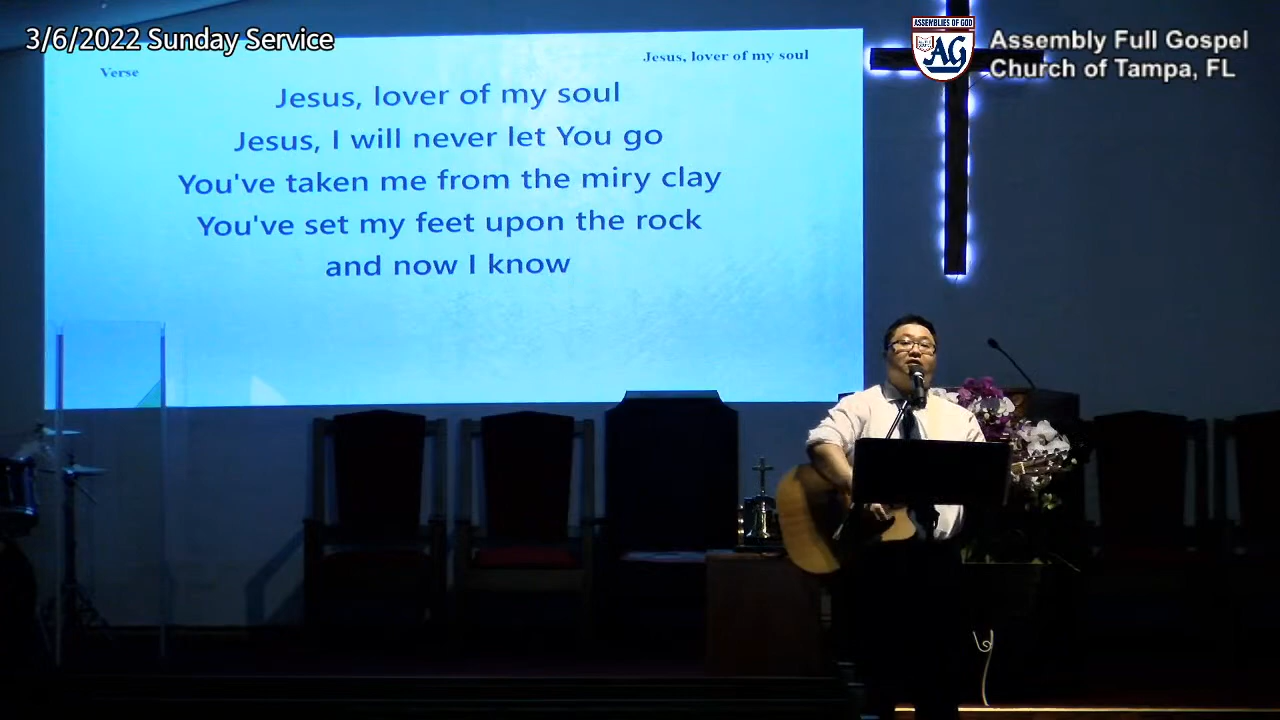 3/6/2022 Sunday Service
ASSEMBLIES OF GOD
AG
Assembly Full Gospel
Church of Tampa, FL
Verse
Jesus, lover of my soul
Jesus, lover of my soul
Jesus, I will never let You go
You've taken me from the miry clay
You've set my feet upon the rock
and now I know